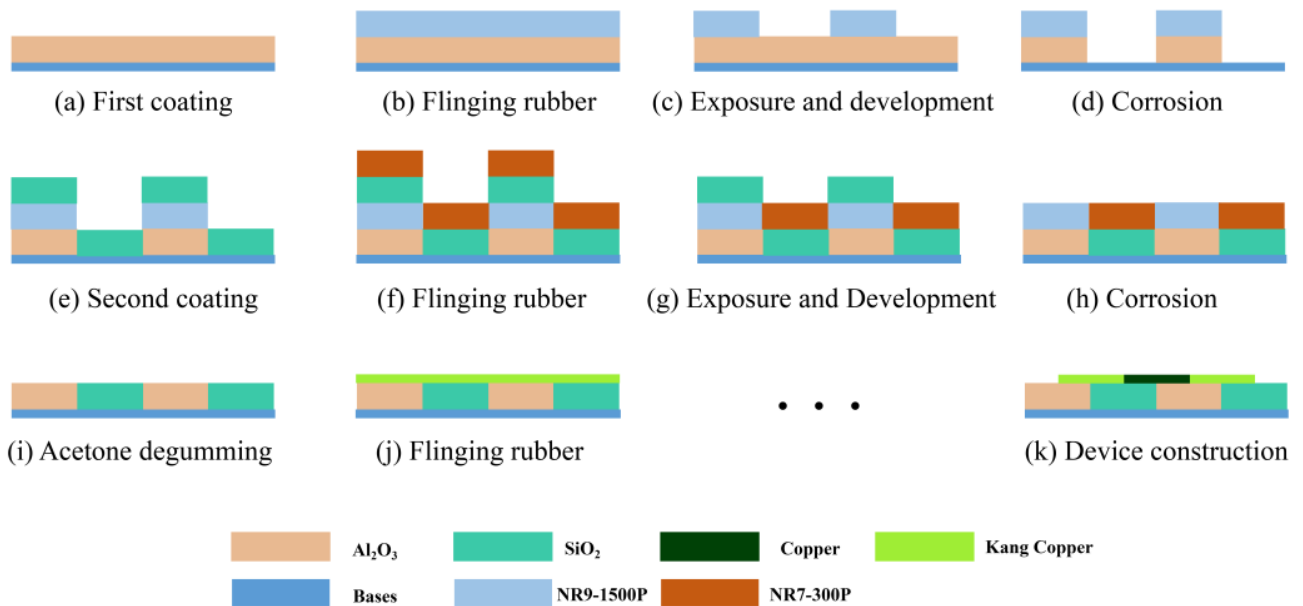 (a) First coating
(b) Flinging rubber
(c) Exposure and development
(d) Corrosion
(e) Second coating
(f) Flinging rubber
(g) Exposure and Development
(h) Corrosion
(i) Acetone degumming
(j) Flinging rubber
(k) Device construction
Al₂O₃
SiO₂
Copper
Kang Copper
Bases
NR9-1500P
NR7-300P